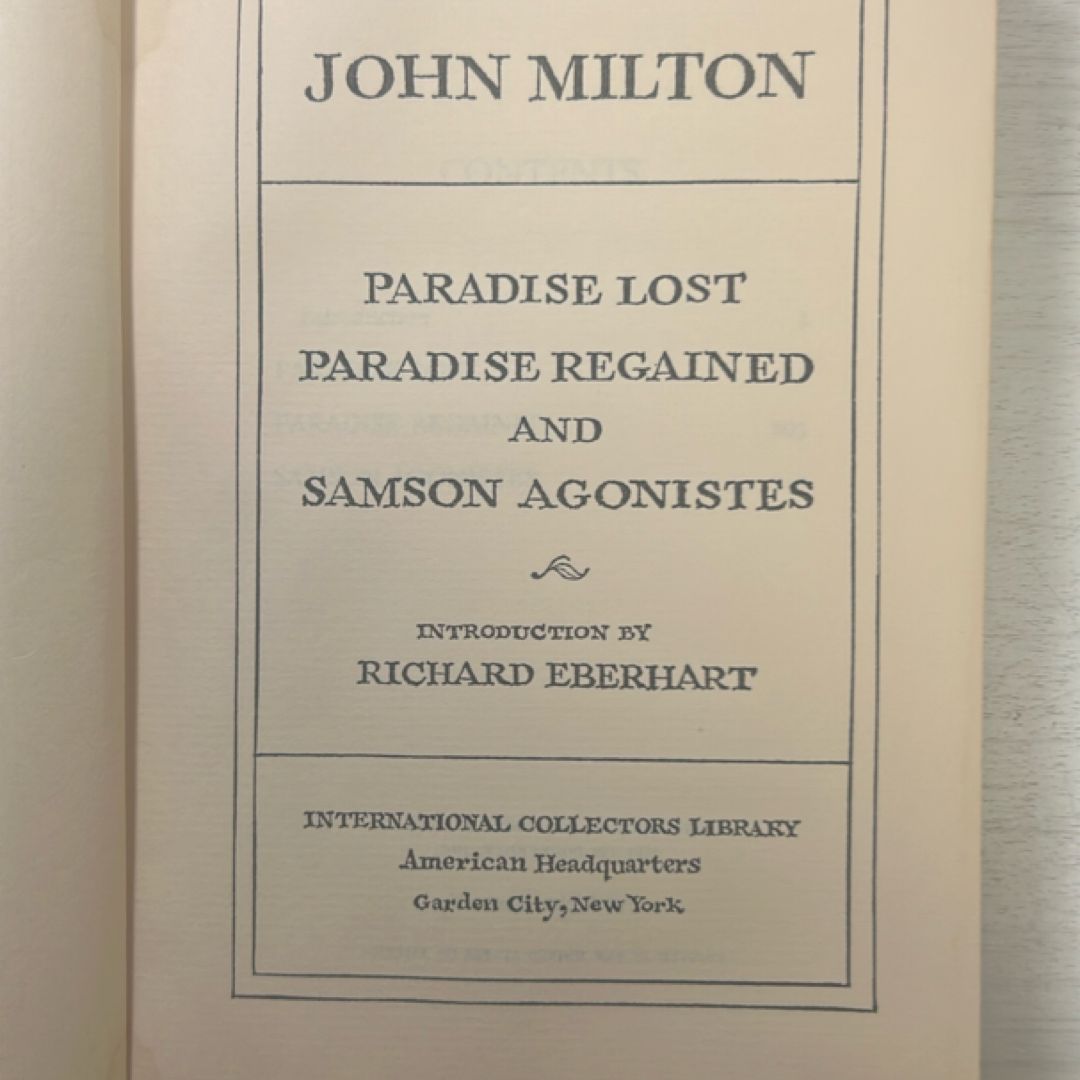 JOHN MILTON
PARADISE LOST
PARADISE REGAINED
AND
SAMSON AGONISTES
INTRODUCTION BY
RICHARD EBERHART
INTERNATIONAL COLLECTORS LIBRARY
American Headquarters
Garden City, New York